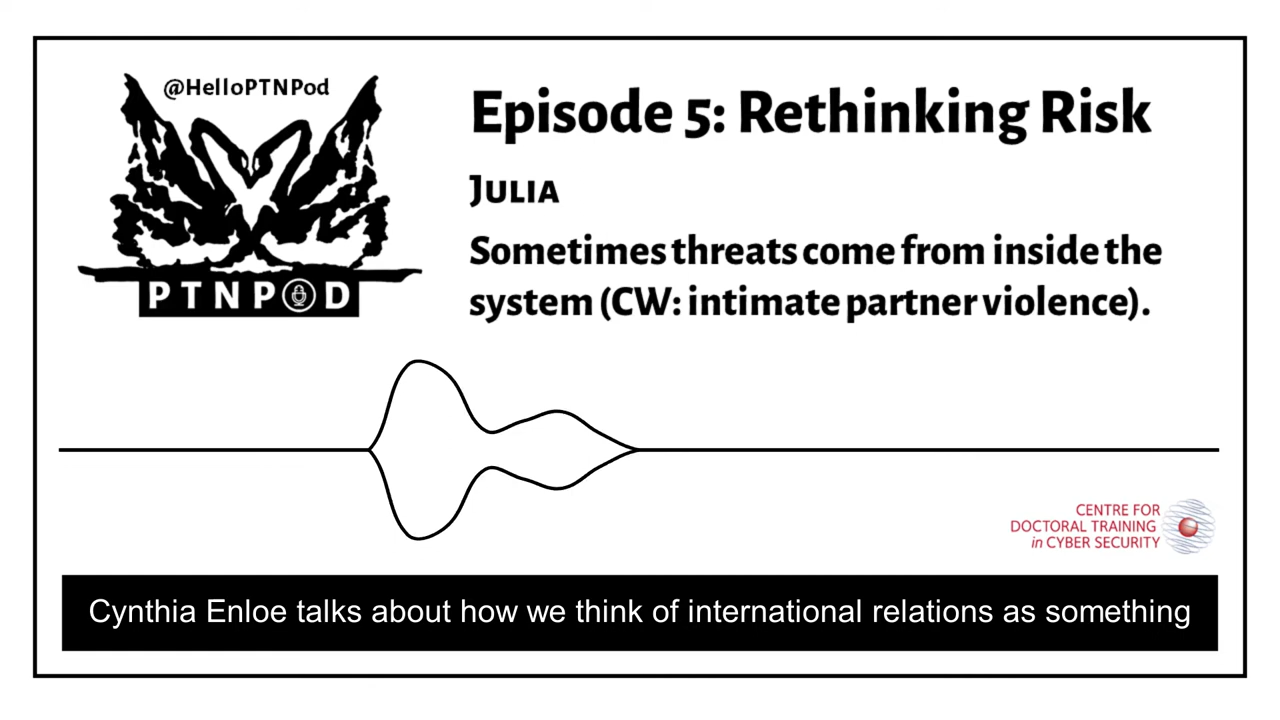 @HelloPTNPod
PTNPOD
Episode 5: Rethinking Risk
Julia
Sometimes threats come from inside the
system (CW: intimate partner violence).
CENTRE FOR
DOCTORAL TRAINING
in CYBER SECURITY
Cynthia Enloe talks about how we think of international relations as something